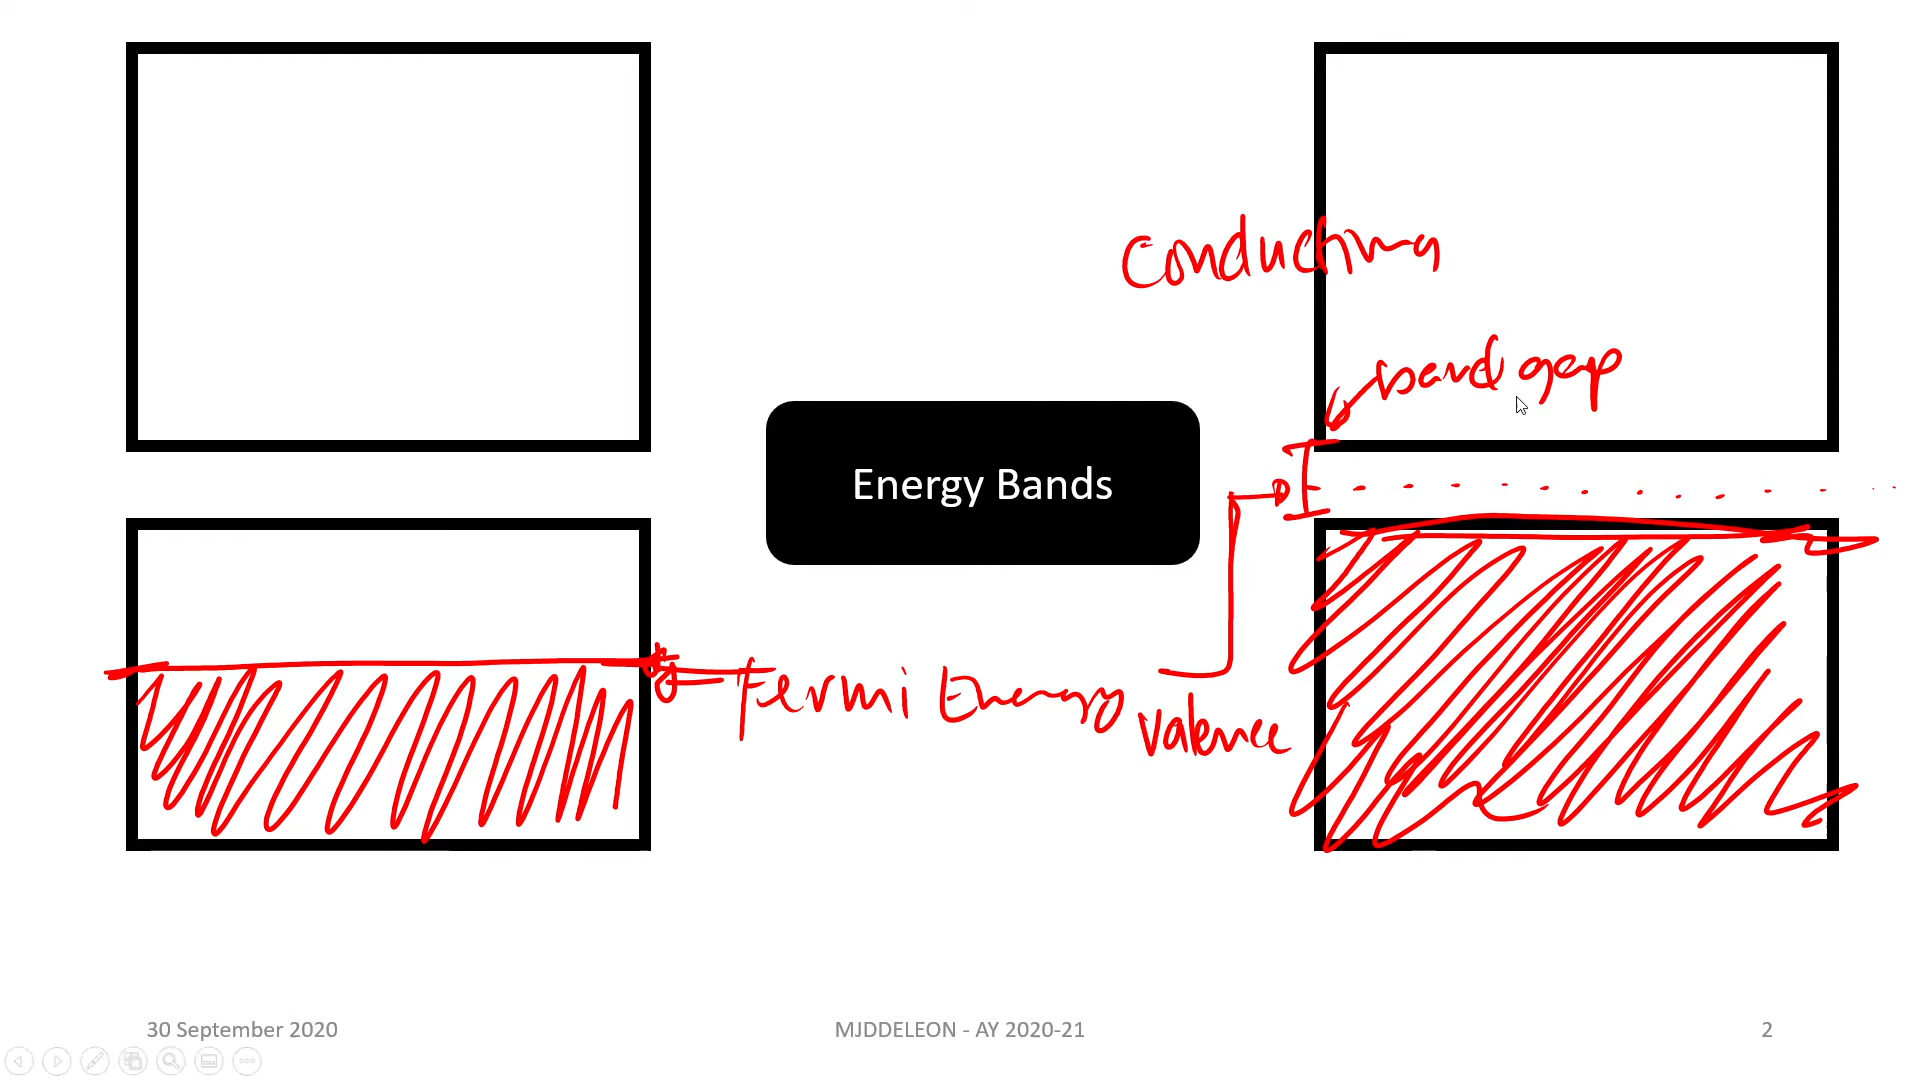 Conducting
band gap
Energy Bands
Fermi Energy
Valence
30 September 2020
MJDDELEON - AY 2020-21
2